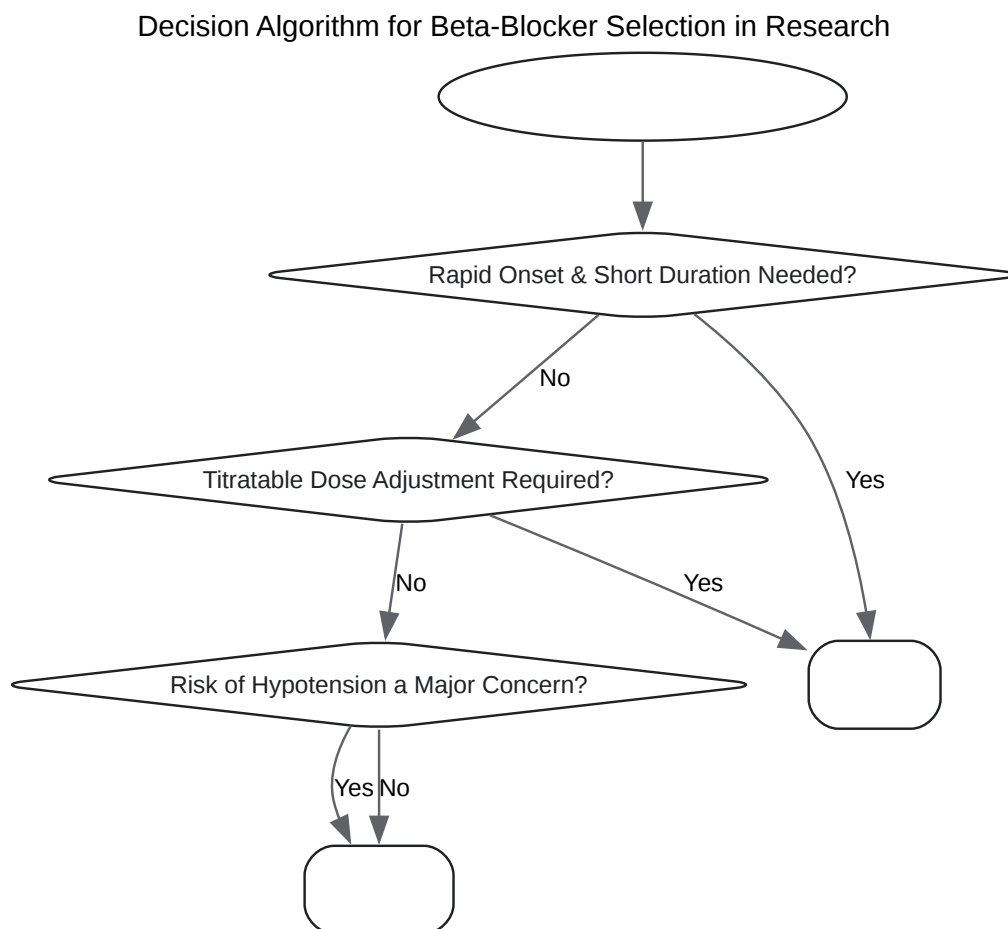 Decision Algorithm for Beta-Blocker Selection in Research
Rapid Onset & Short Duration Needed?
No
Titratable Dose Adjustment Required?
Yes
No
Yes
Risk of Hypotension a Major Concern?
Yes
No